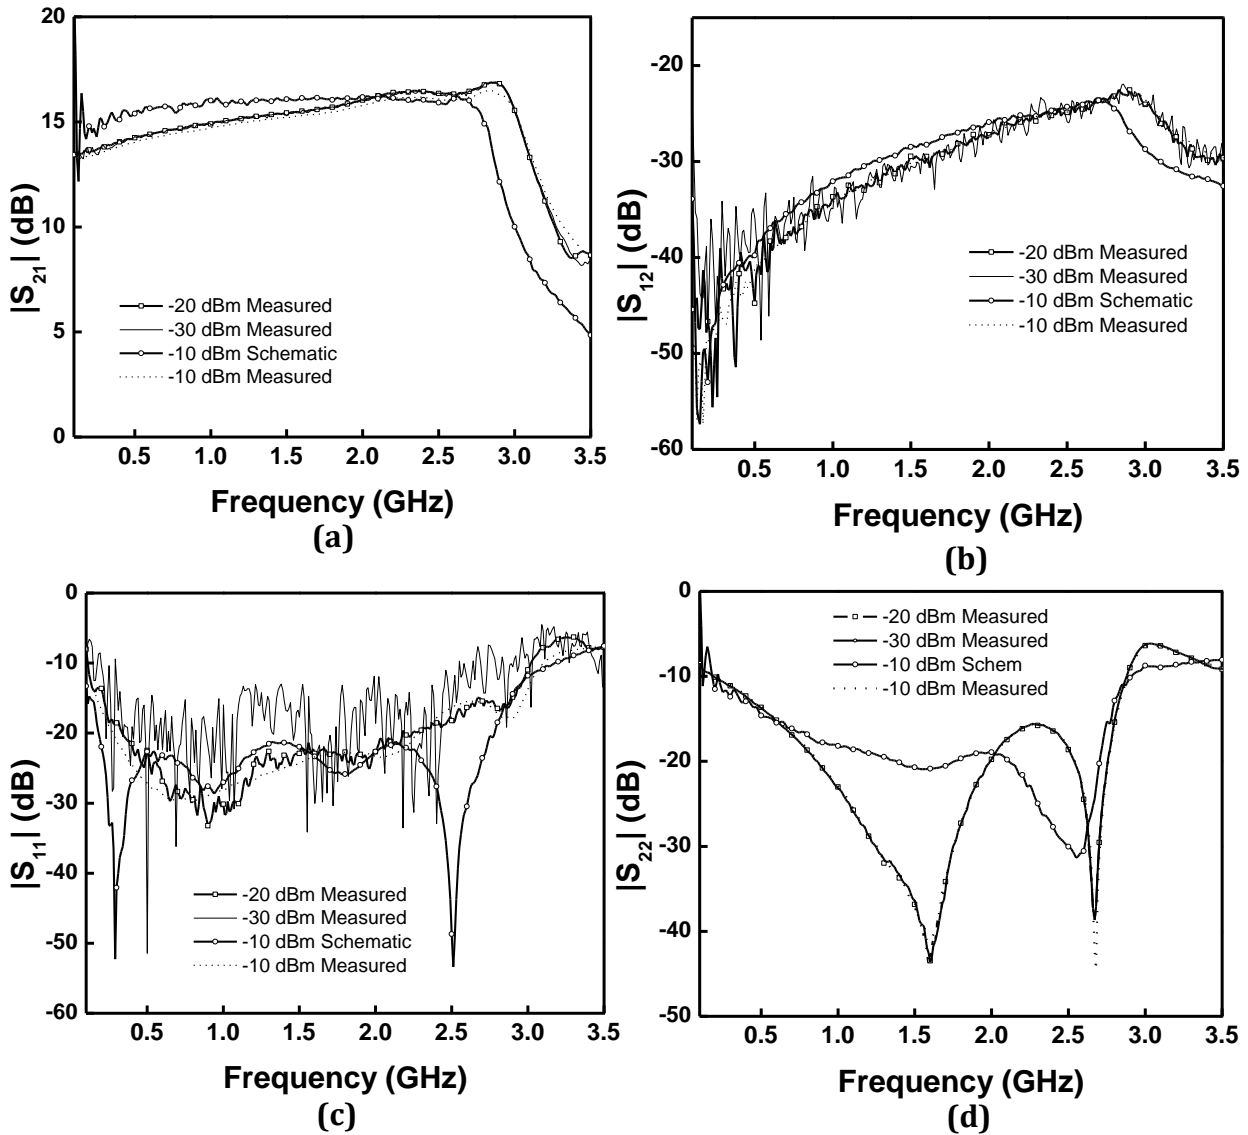 20
15
10
5
0
|S21| (dB)
-20 dBm Measured
-30 dBm Measured
-10 dBm Schematic
-10 dBm Measured
0.5 1.0 1.5 2.0 2.5 3.0 3.5
Frequency (GHz)
(a)
-20
-30
-40
-50
-60
|S12| (dB)
-20 dBm Measured
-30 dBm Measured
-10 dBm Schematic
-10 dBm Measured
0.5 1.0 1.5 2.0 2.5 3.0 3.5
Frequency (GHz)
(b)
0
-10
-20
-30
-40
-50
-60
|S11| (dB)
-20 dBm Measured
-30 dBm Measured
-10 dBm Schematic
-10 dBm Measured
0.5 1.0 1.5 2.0 2.5 3.0 3.5
Frequency (GHz)
(c)
0
-10
-20
-30
-40
-50
|S22| (dB)
-20 dBm Measured
-30 dBm Measured
-10 dBm Schem
-10 dBm Measured
0.5 1.0 1.5 2.0 2.5 3.0 3.5
Frequency (GHz)
(d)